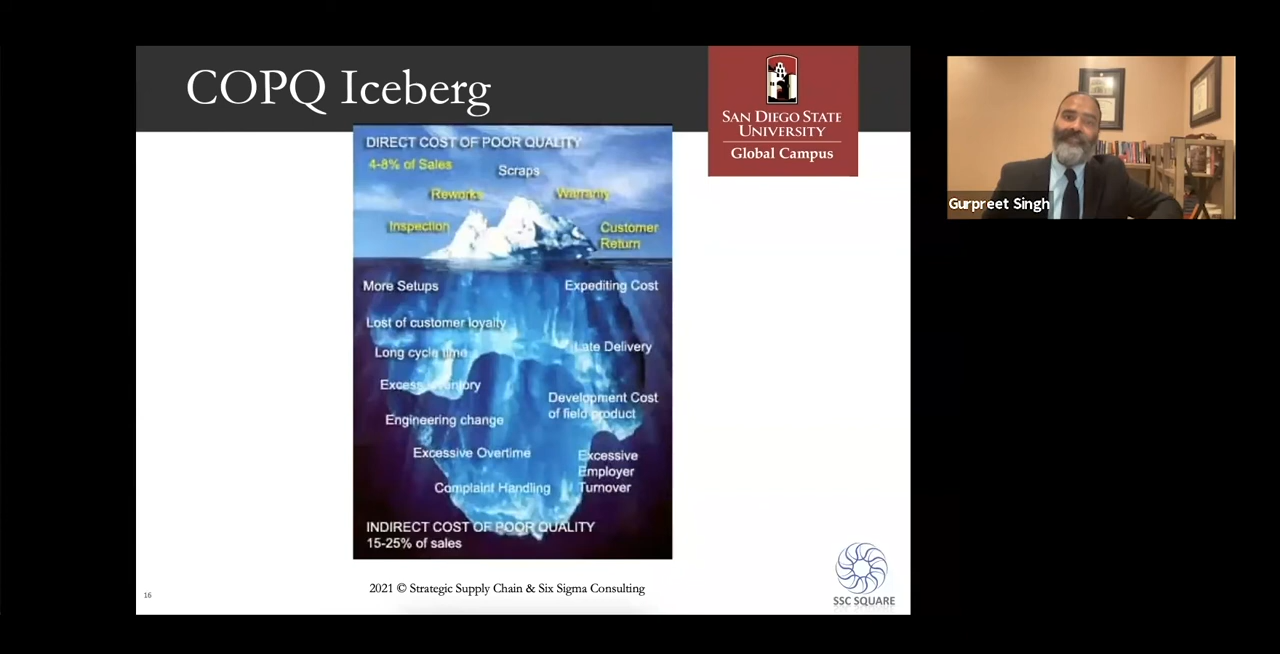 COPQ Iceberg
SAN DIEGO STATE
UNIVERSITY
Global Campus
DIRECT COST OF POOR QUALITY
4-8% of Sales
Scraps
Reworks
Warranty
Inspection
Customer
Return
More Setups
Expediting Cost
Lost of customer loyalty
Late Delivery
Long cycle time
Excess inventory
Development Cost
of field product
Engineering change
Excessive Overtime
Excessive
Employer
Turnover
Complaint Handling
INDIRECT COST OF POOR QUALITY
15-25% of sales
2021 © Strategic Supply Chain & Six Sigma Consulting
16
SSC SQUARE
Gurpreet Singh